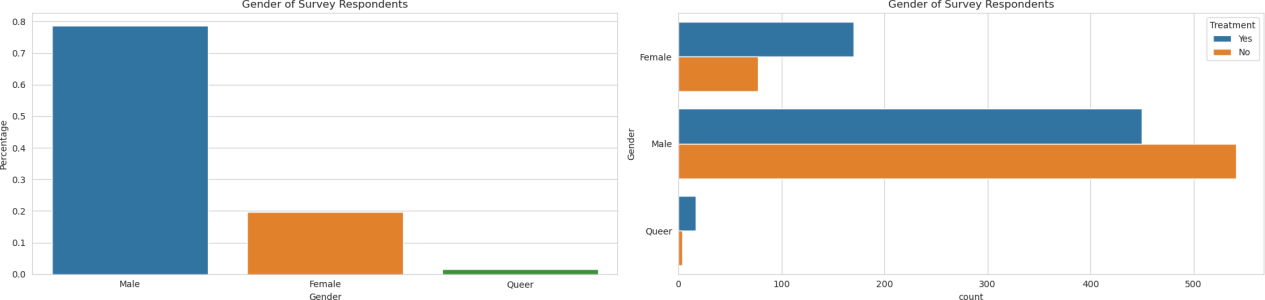 Gender of Survey Respondents
Percentage
0.8
0.7
0.6
0.5
0.4
0.3
0.2
0.1
0.0
Male Female Queer
Gender
Gender of Survey Respondents
Treatment
Yes
No
Gender
Female
Male
Queer
0 100 200 300 400 500
count